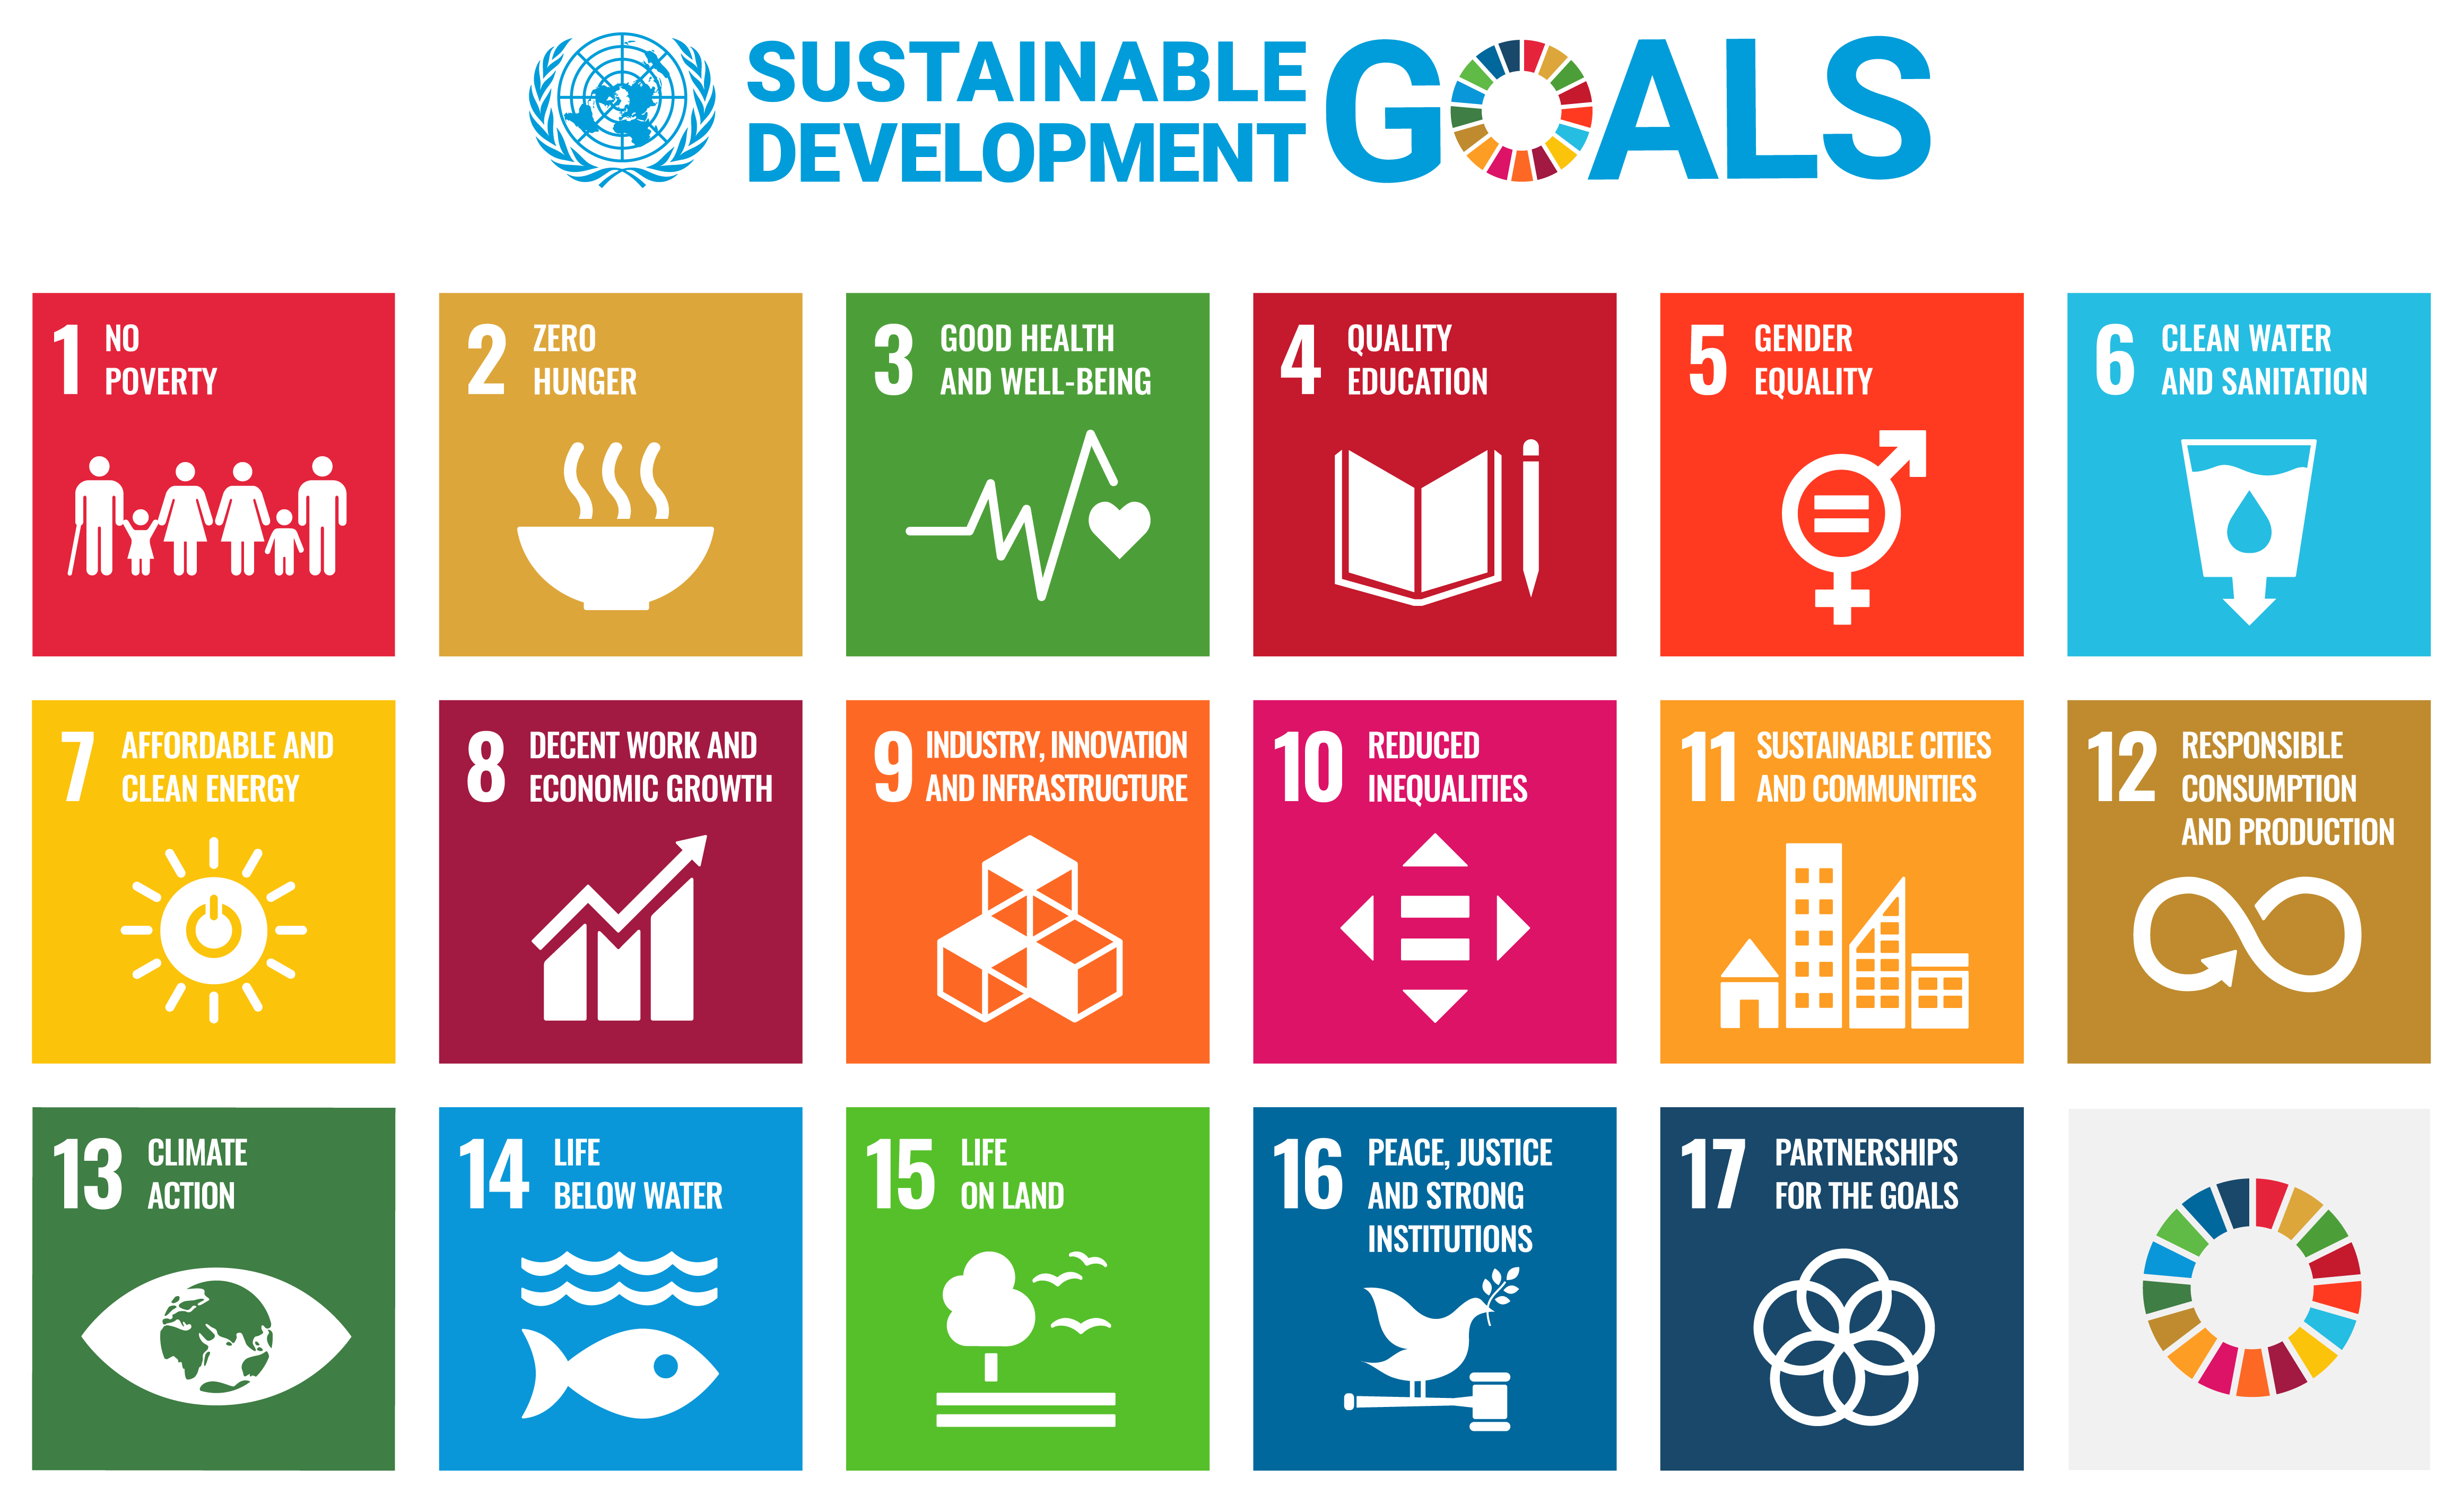 SUSTAINABLE
DEVELOPMENT
GOALS
1 NO
POVERTY
2 ZERO
HUNGER
3 GOOD HEALTH
AND WELL-BEING
4 QUALITY
EDUCATION
5 GENDER
EQUALITY
6 CLEAN WATER
AND SANITATION
7 AFFORDABLE AND
CLEAN ENERGY
8 DECENT WORK AND
ECONOMIC GROWTH
9 INDUSTRY, INNOVATION
AND INFRASTRUCTURE
10 REDUCED
INEQUALITIES
11 SUSTAINABLE CITIES
AND COMMUNITIES
12 RESPONSIBLE
CONSUMPTION
AND PRODUCTION
13 CLIMATE
ACTION
14 LIFE
BELOW WATER
15 LIFE
ON LAND
16 PEACE, JUSTICE
AND STRONG
INSTITUTIONS
17 PARTNERSHIPS
FOR THE GOALS